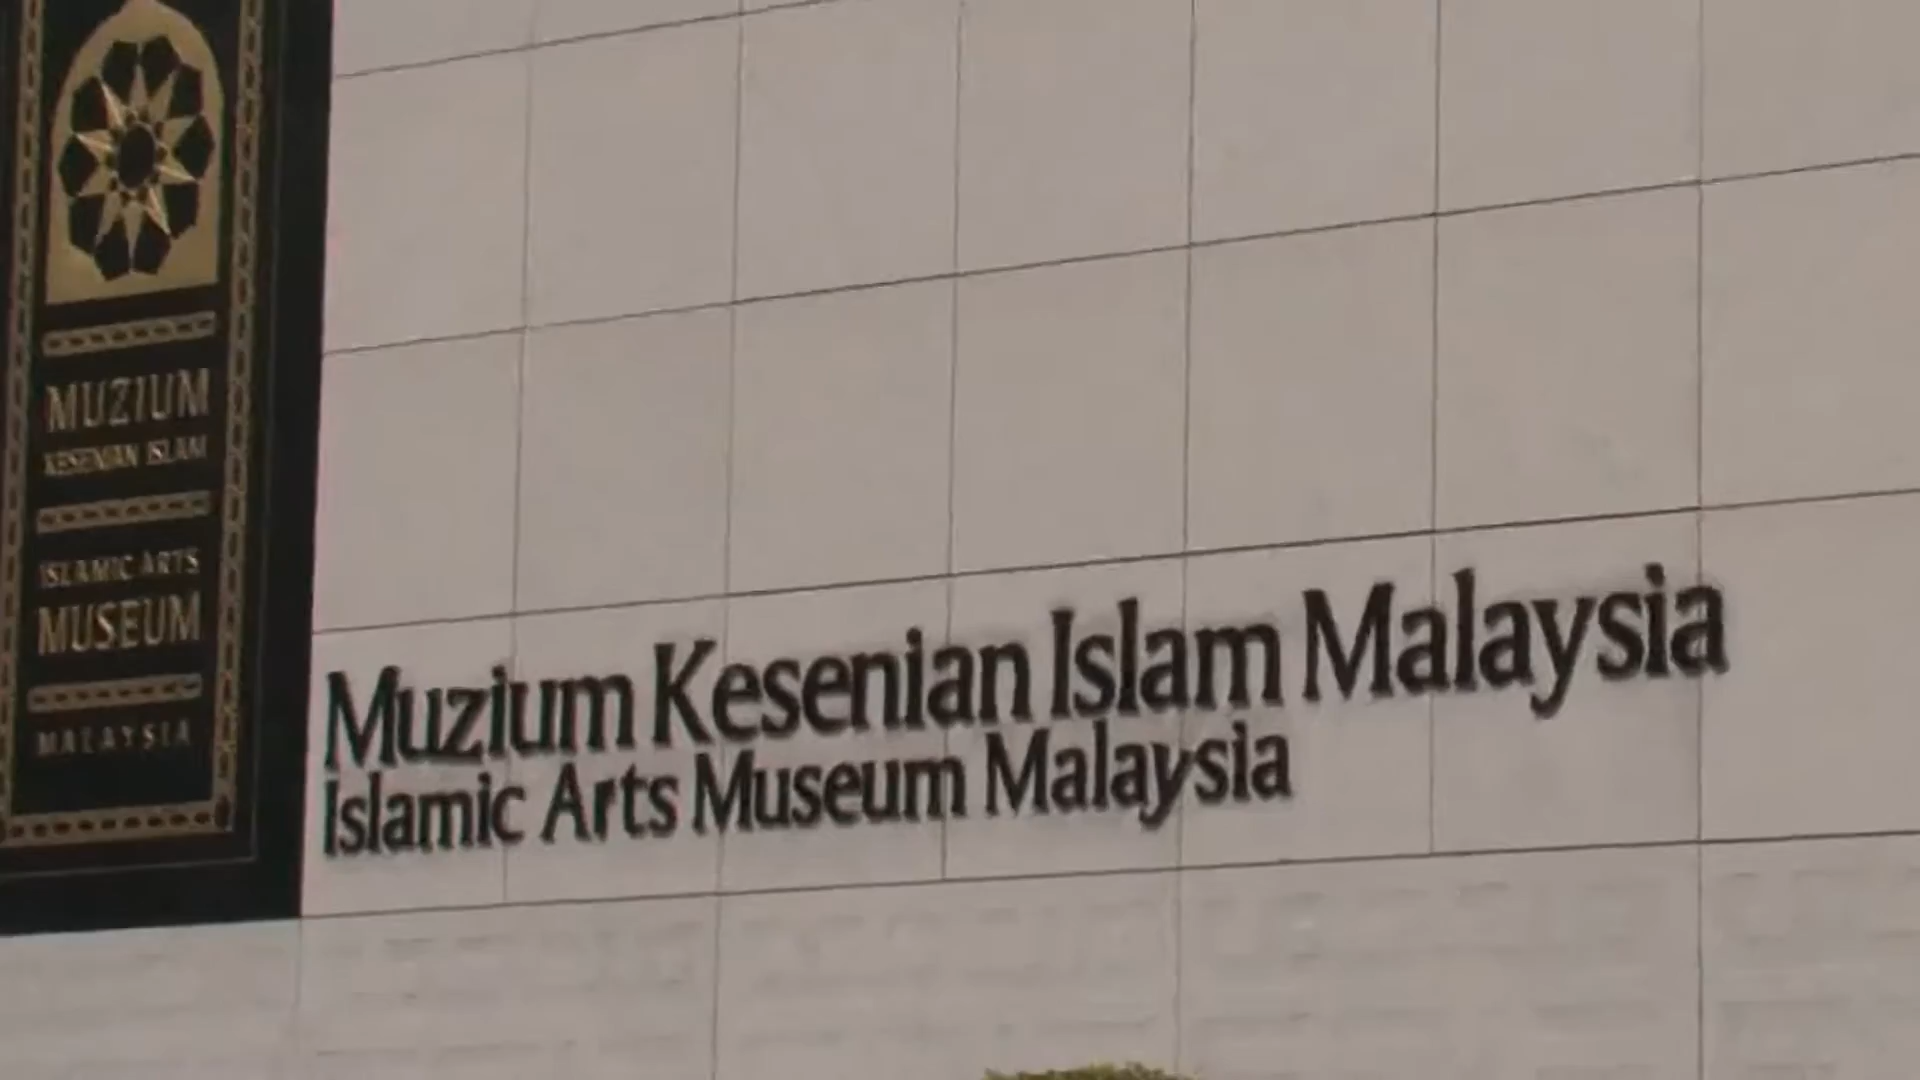 MUZIUM
KESENIAN ISLAM
ISLAMIC ARTS
MUSEUM
MALAYSIA
Muzium Kesenian Islam Malaysia
Islamic Arts Museum Malaysia